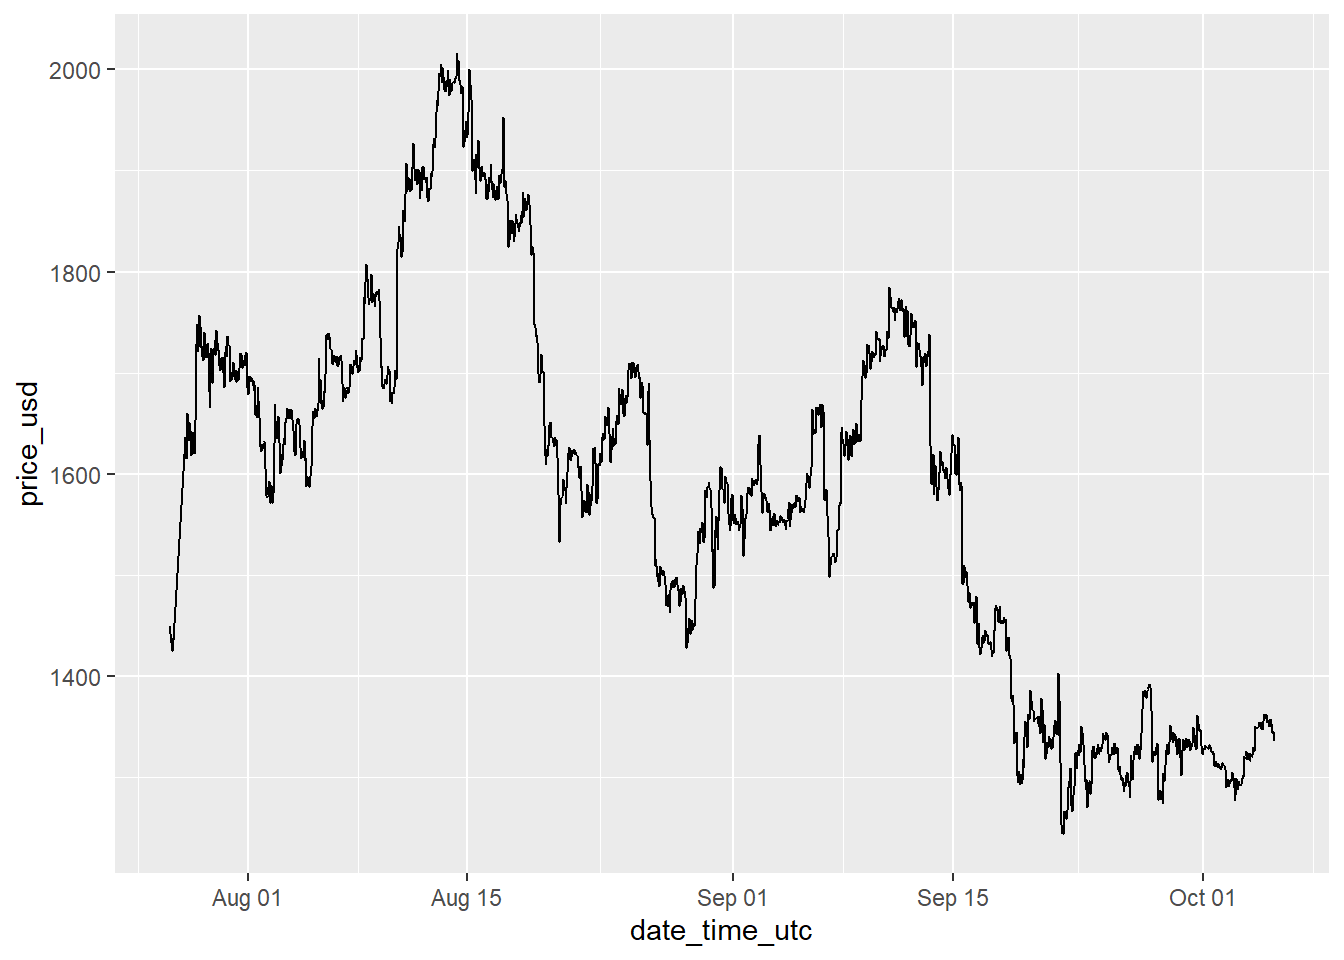 2000
1800
1600
1400
price_usd
Aug 01
Aug 15
Sep 01
Sep 15
Oct 01
date_time_utc